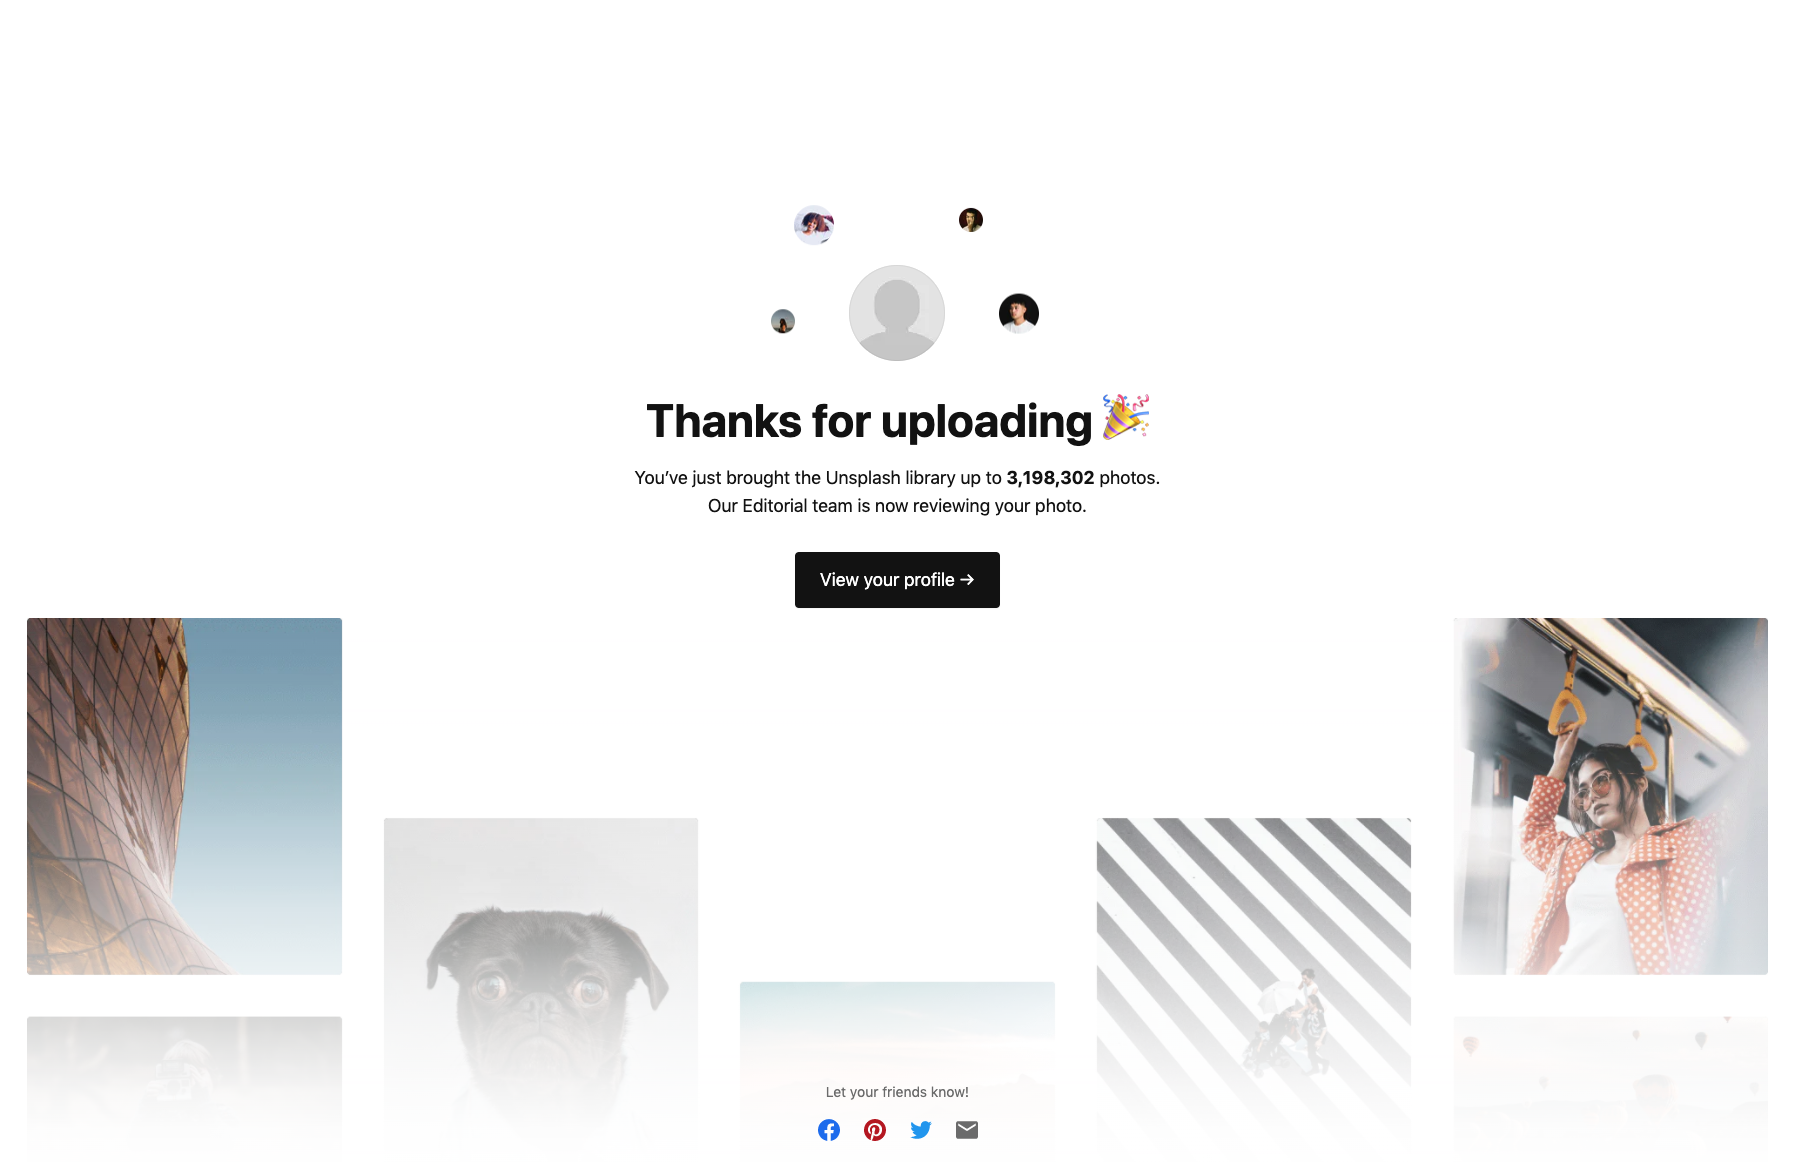 Thanks for uploading 🎉
You’ve just brought the Unsplash library up to 3,198,302 photos.
Our Editorial team is now reviewing your photo.
View your profile →
Let your friends know!